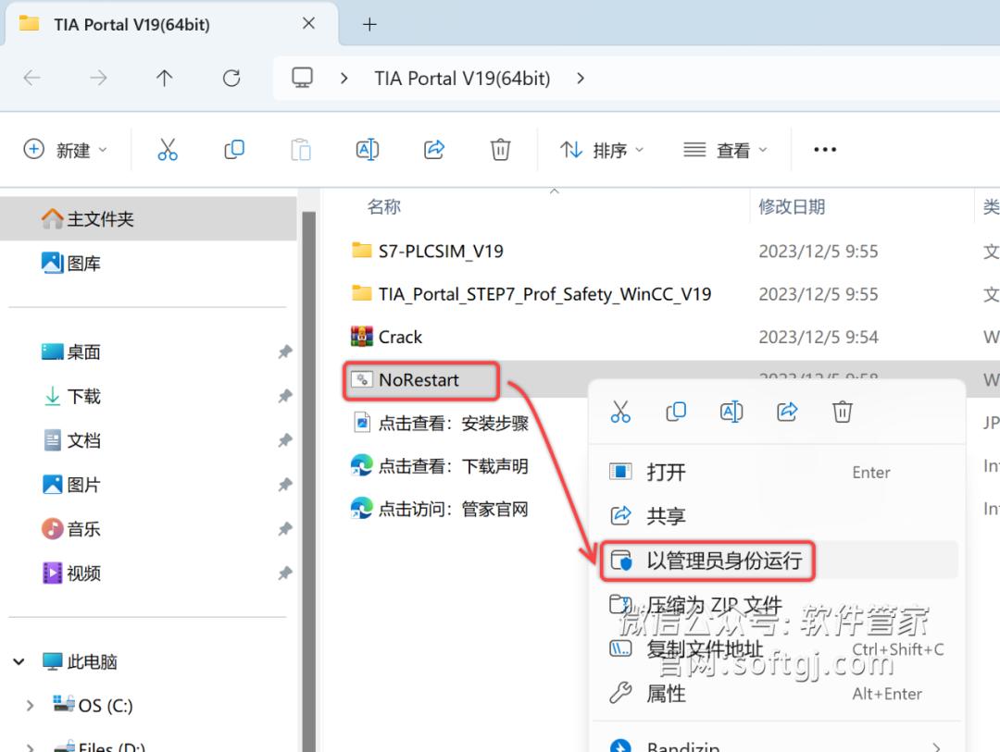 TIA Portal V19(64bit)
TIA Portal V19(64bit)
新建
排序
查看
名称
修改日期
类
主文件夹
图库
桌面
下载
文档
图片
音乐
视频
此电脑
OS (C:)
Files (D:)
S7-PLCSIM_V19 2023/12/5 9:55 文
TIA_Portal_STEP7_Prof_Safety_WinCC_V19 2023/12/5 9:55 文
Crack 2023/12/5 9:54 W
NoRestart 2023/12/5 9:58 W
点击查看：安装步骤 JP
点击查看：下载声明 Int
点击访问：管家官网 Int
打开 Enter
共享
以管理员身份运行
压缩为 ZIP 文件
微信公众号：软件管家
复制文件地址 Ctrl+Shift+C
官网:softgj.com
属性 Alt+Enter
Bandizip